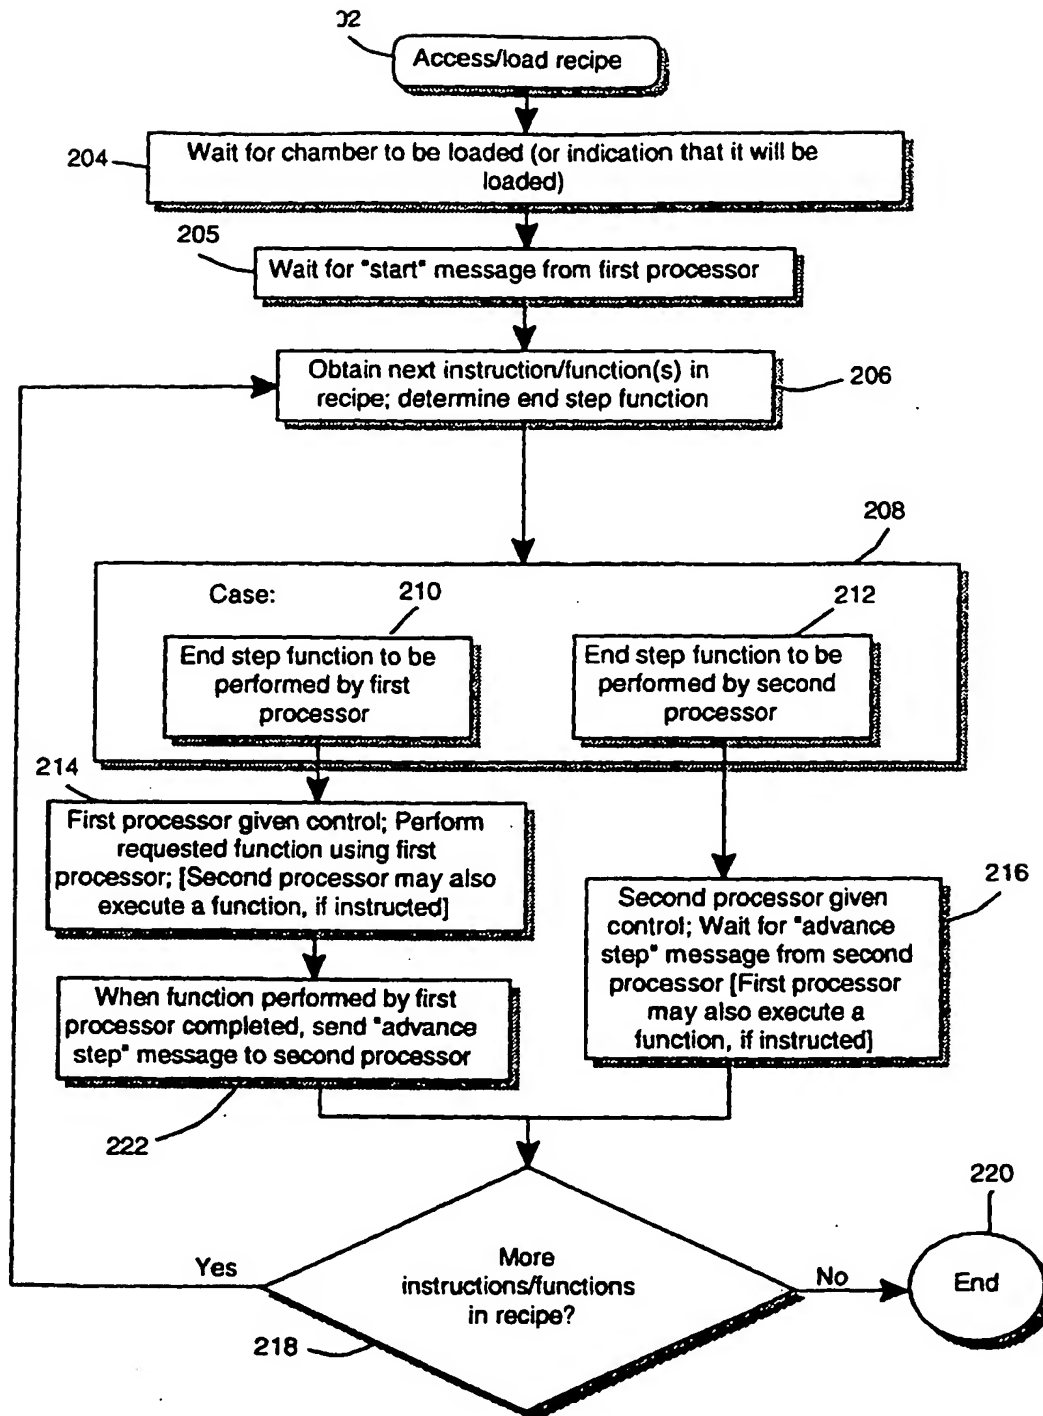 02
Access/load recipe
204
Wait for chamber to be loaded (or indication that it will be
loaded)
205
Wait for "start" message from first processor
Obtain next instruction/function(s) in
recipe; determine end step function
206
208
Case:
210
212
End step function to be
performed by first
processor
End step function to be
performed by second
processor
214
First processor given control; Perform
requested function using first
processor; [Second processor may also
execute a function, if instructed]
216
Second processor given
control; Wait for "advance
step" message from second
processor [First processor
may also execute a
function, if instructed]
When function performed by first
processor completed, send "advance
step" message to second processor
222
220
Yes
More
instructions/functions
in recipe?
No
End
218